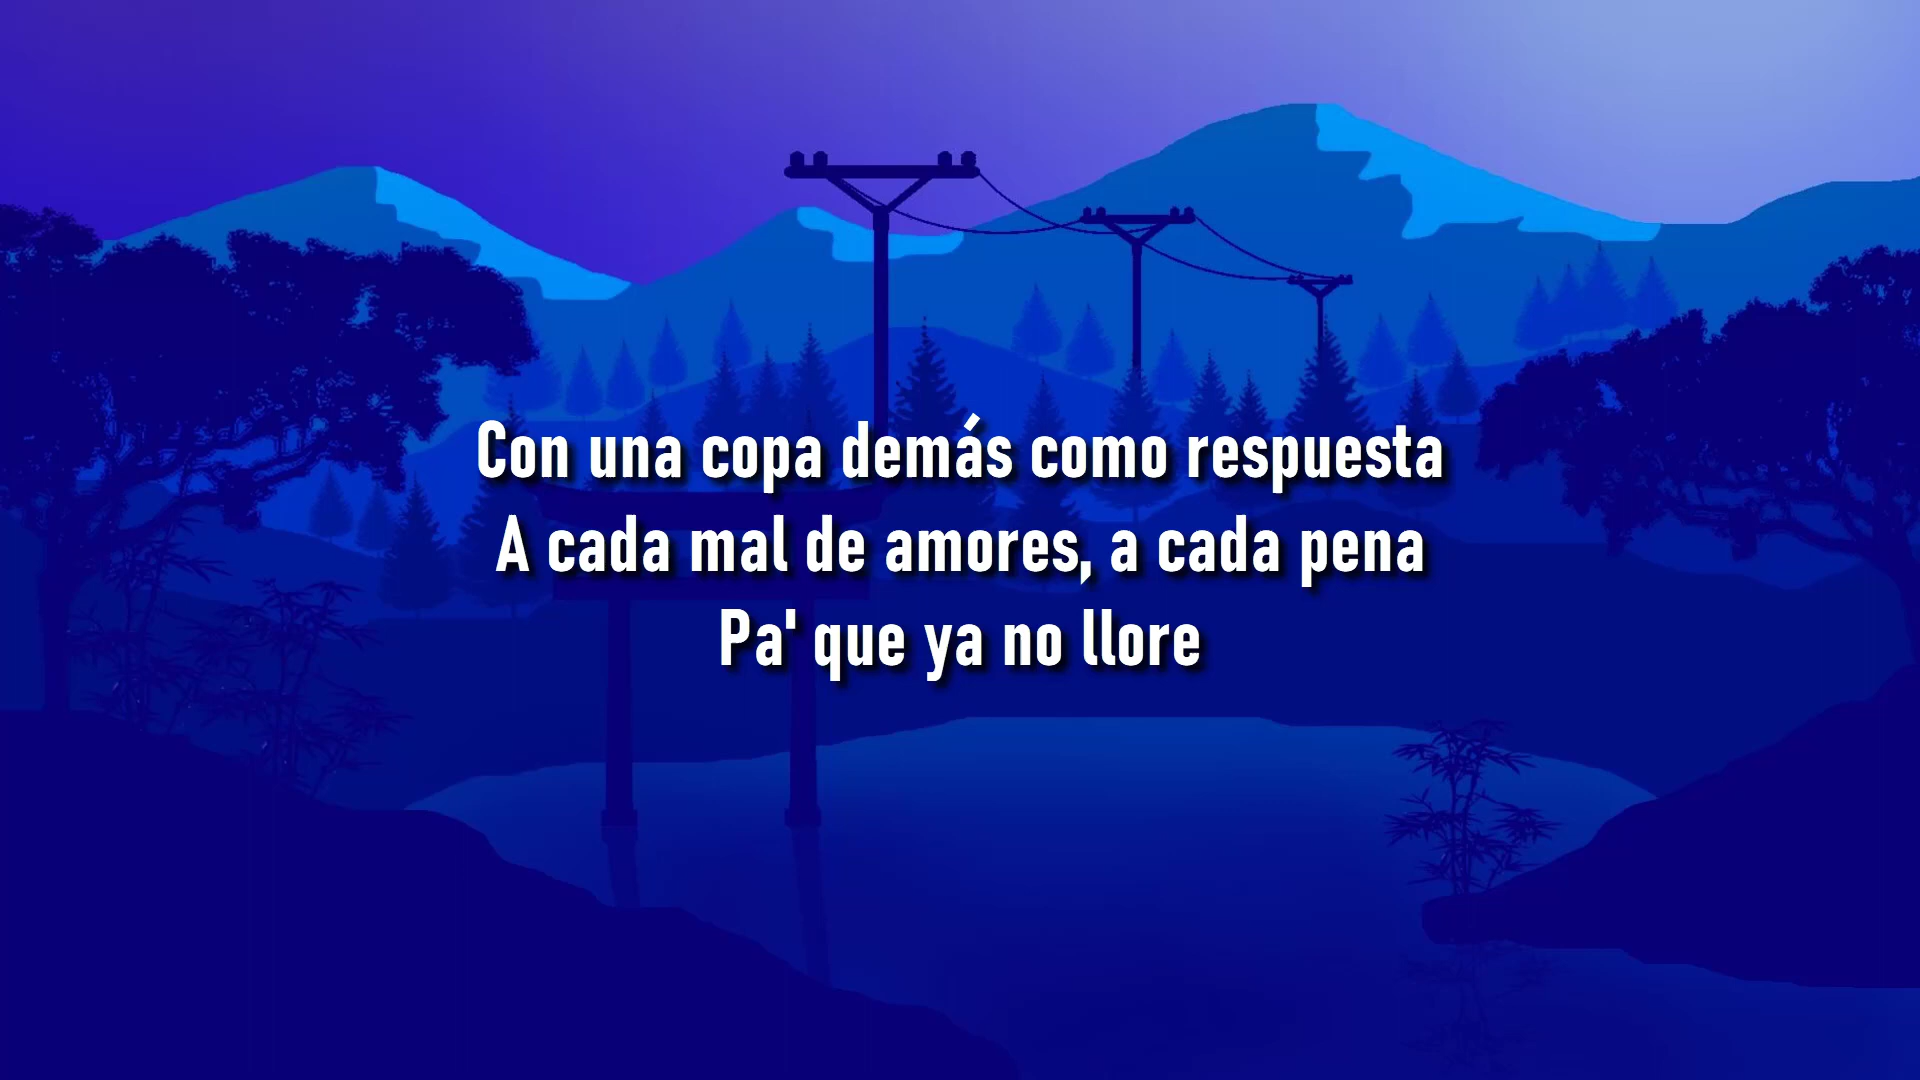 Con una copa demás como respuesta
A cada mal de amores, a cada pena
Pa' que ya no llore